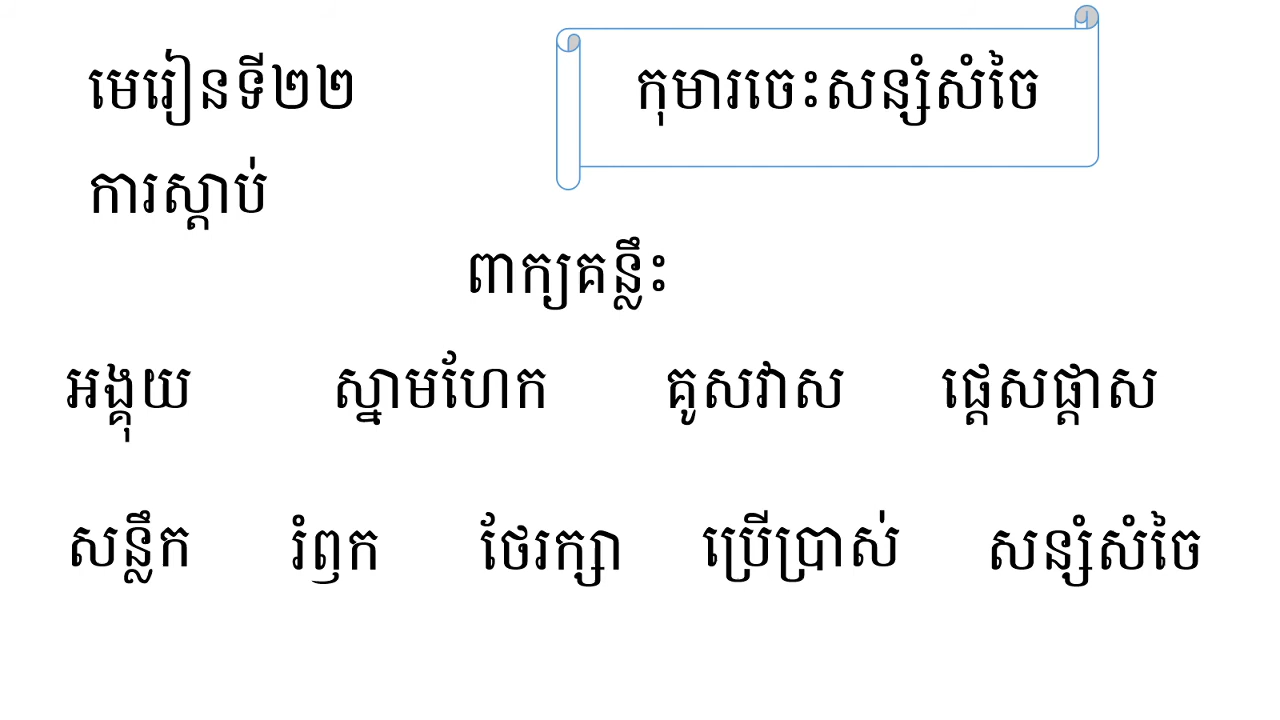 មេរៀនទី២២
កុមារចេះសន្សំសំចៃ
ការស្ដាប់
ពាក្យគន្លឹះ
អង្គុយ ស្នាមហែក គូសវាស ផ្ដេសផ្ដាស
សន្លឹក រំឭក ថែរក្សា ប្រើប្រាស់ សន្សំសំចៃ